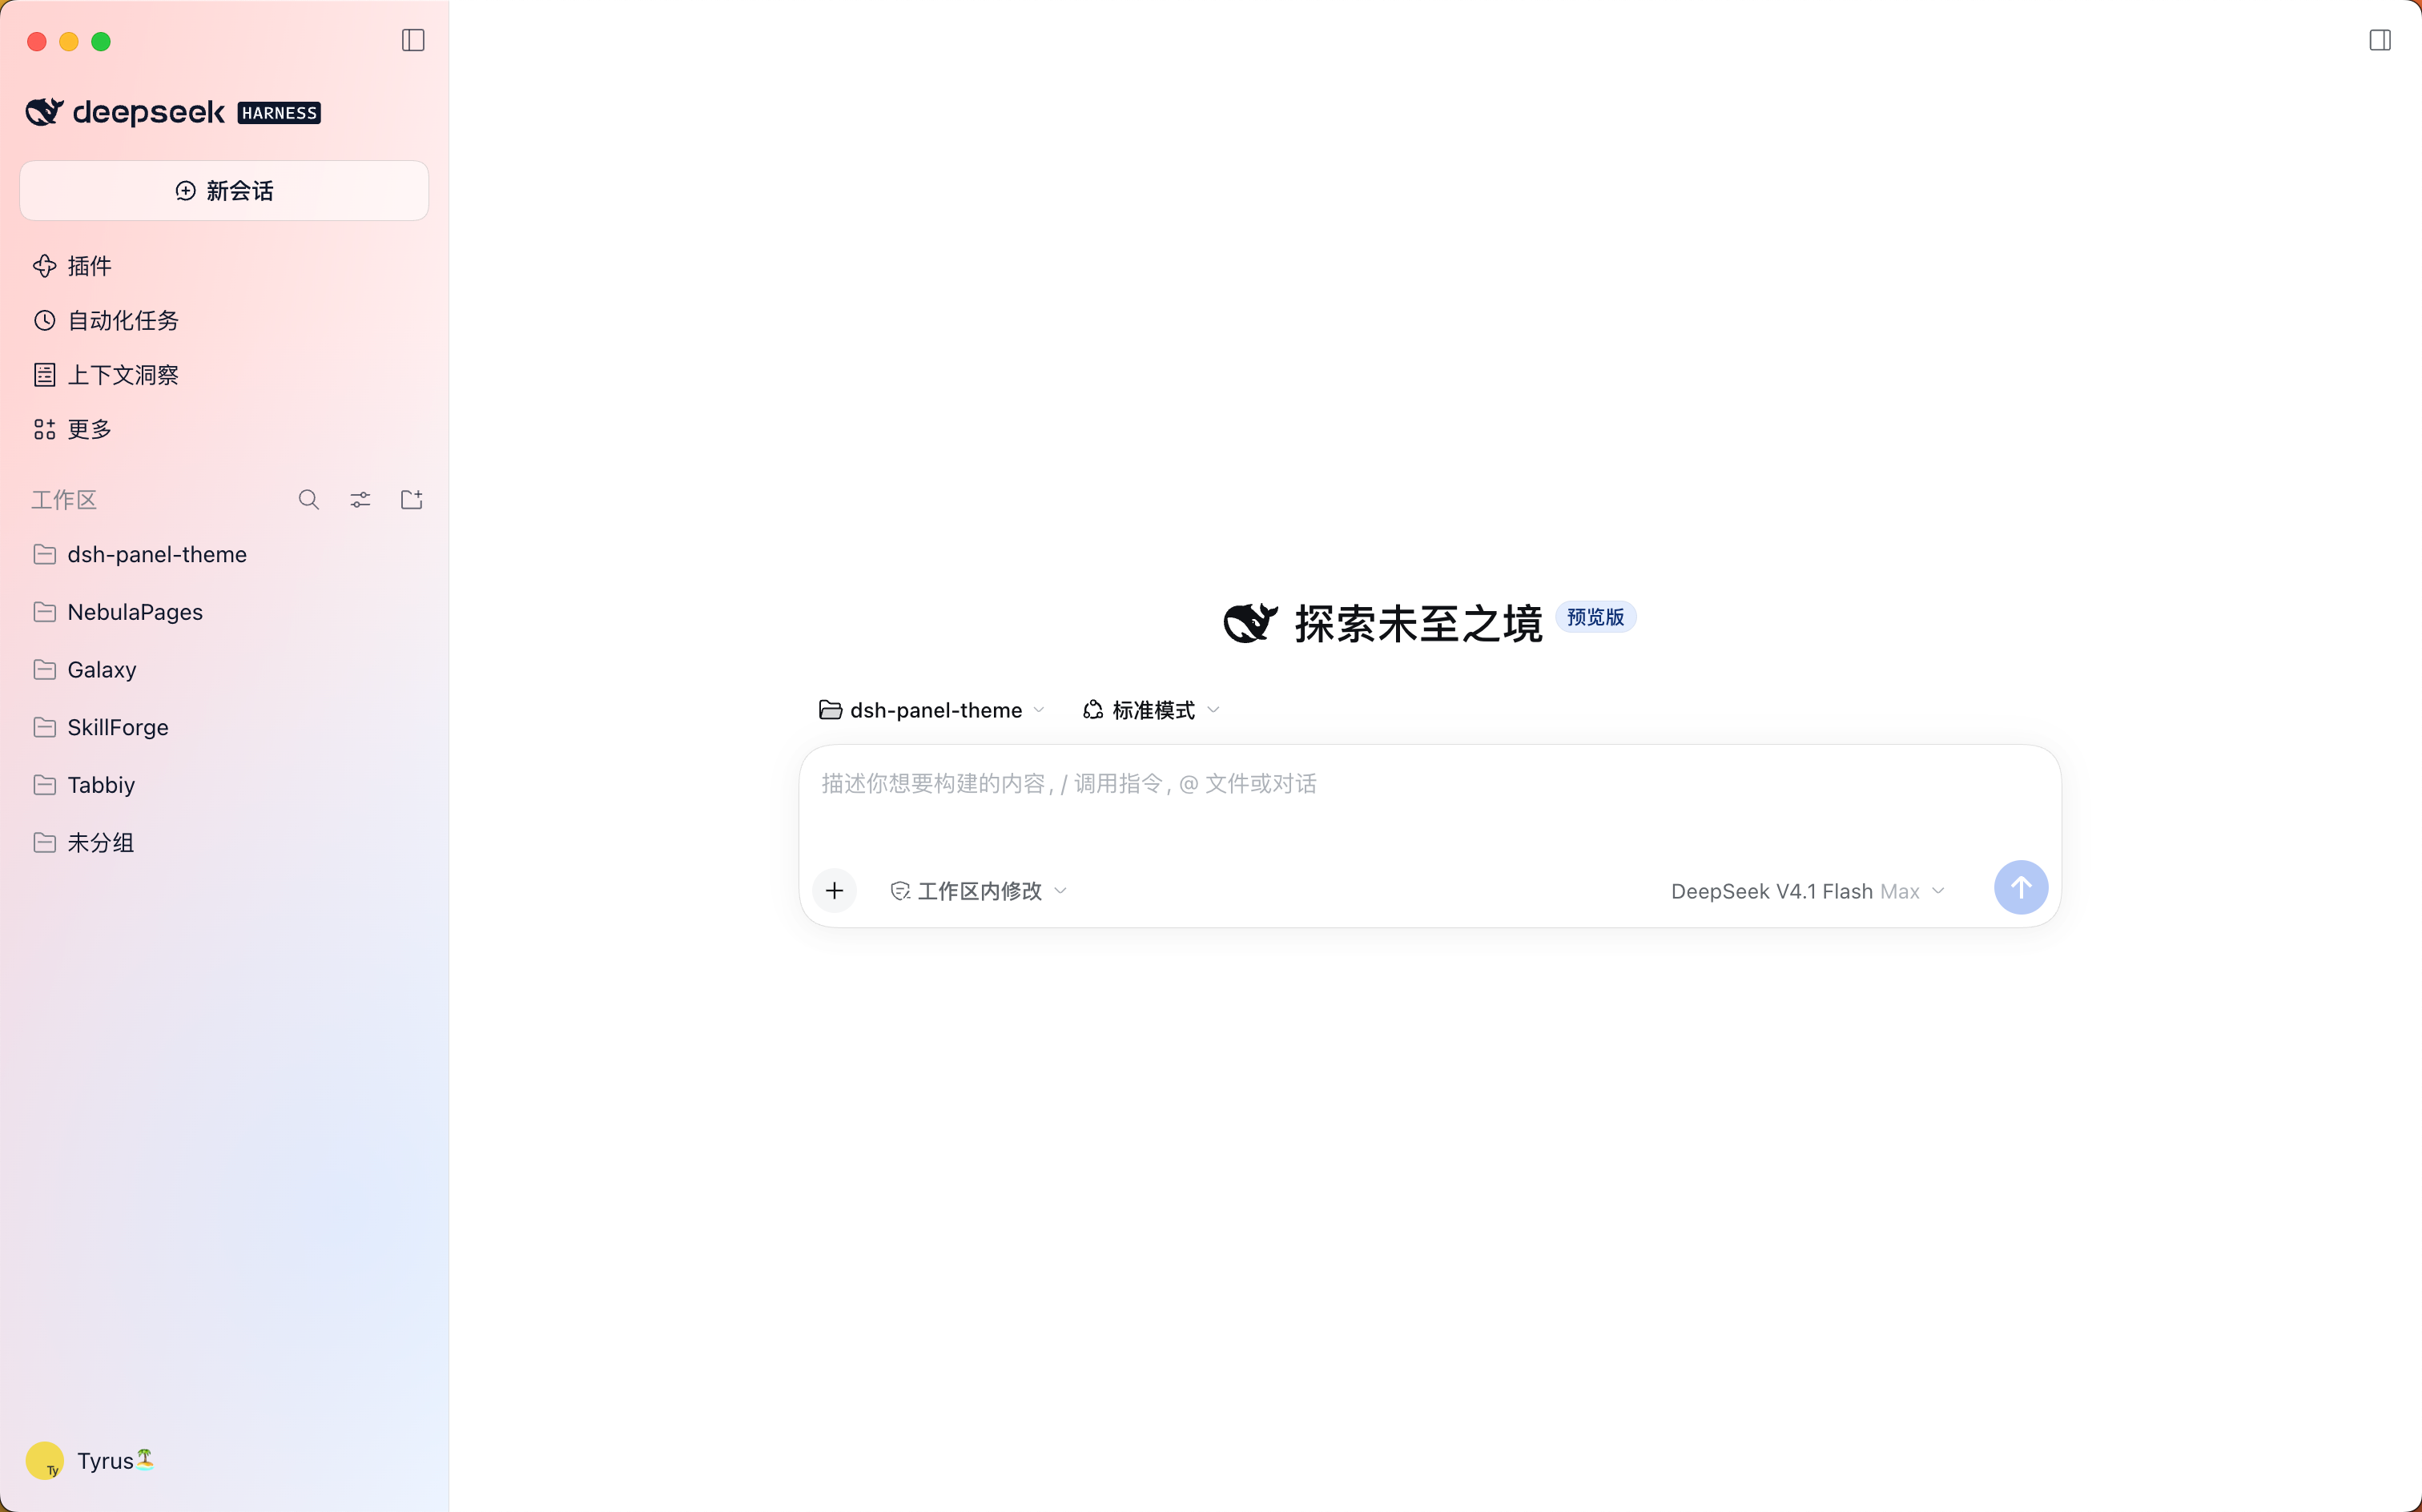 deepseek HARNESS
新会话
插件
自动化任务
上下文洞察
更多
工作区
dsh-panel-theme
NebulaPages
Galaxy
SkillForge
Tabbiy
未分组
Ty Tyrus🏝️
探索未至之境 预览版
dsh-panel-theme 标准模式
描述你想要构建的内容, / 调用指令, @ 文件或对话
工作区内修改 DeepSeek V4.1 Flash Max